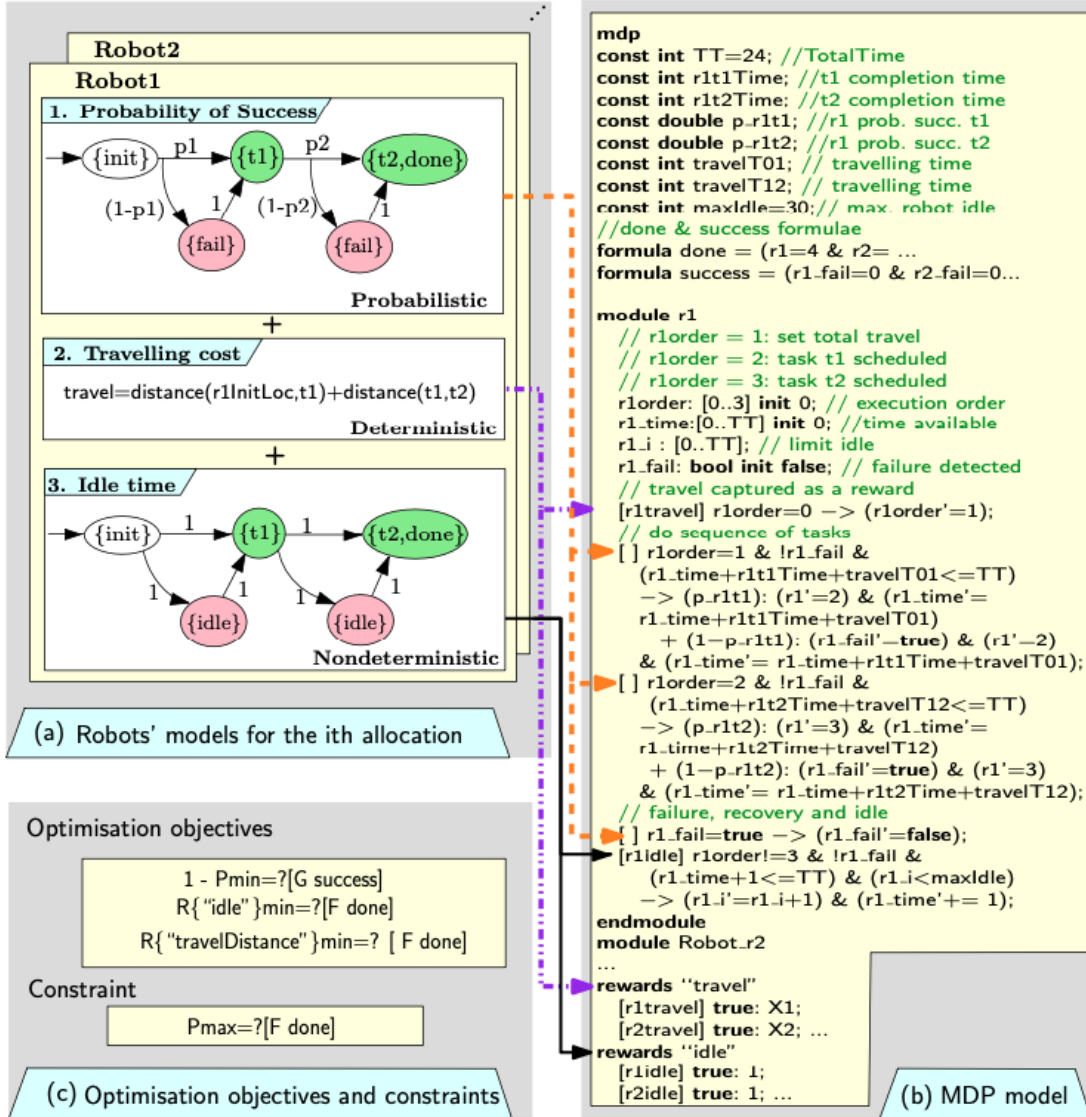 Robot2
Robot1
1. Probability of Success
{init}
p1
{t1}
p2
{t2,done}
(1-p1)
1
(1-p2)
1
{fail}
{fail}
Probabilistic
+
2. Travelling cost
travel=distance(r1InitLoc,t1)+distance(t1,t2)
Deterministic
+
3. Idle time
{init}
1
{t1}
1
{t2,done}
1
1
1
1
{idle}
{idle}
Nondeterministic
(a) Robots' models for the ith allocation
Optimisation objectives
1 - Pmin=?[G success]
R{"idle"}min=?[F done]
R{"travelDistance"}min=? [ F done]
Constraint
Pmax=?[F done]
(c) Optimisation objectives and constraints
mdp
const int TT=24; //TotalTime
const int r1t1Time; //t1 completion time
const int r1t2Time; //t2 completion time
const double p_r1t1; //r1 prob. succ. t1
const double p_r1t2; //r1 prob. succ. t2
const int travelT01; // travelling time
const int travelT12; // travelling time
const int maxIdle=30;// max. robot idle
//done & success formulae
formula done = (r1=4 & r2= ...
formula success = (r1_fail=0 & r2_fail=0...
module r1
// r1order = 1: set total travel
// r1order = 2: task t1 scheduled
// r1order = 3: task t2 scheduled
r1order: [0..3] init 0; // execution order
r1_time:[0..TT] init 0; //time available
r1_i : [0..TT]; // limit idle
r1_fail: bool init false; // failure detected
// travel captured as a reward
[r1travel] r1order=0 -> (r1order'=1);
// do sequence of tasks
[ ] r1order=1 & !r1_fail &
(r1_time+r1t1Time+travelT01<=TT)
-> (p_r1t1): (r1'=2) & (r1_time'=
r1_time+r1t1Time+travelT01)
+ (1-p_r1t1): (r1_fail'=true) & (r1'=2)
& (r1_time'= r1_time+r1t1Time+travelT01);
[ ] r1order=2 & !r1_fail &
(r1_time+r1t2Time+travelT12<=TT)
-> (p_r1t2): (r1'=3) & (r1_time'=
r1_time+r1t2Time+travelT12)
+ (1-p_r1t2): (r1_fail'=true) & (r1'=3)
& (r1_time'= r1_time+r1t2Time+travelT12);
// failure, recovery and idle
[ ] r1_fail=true -> (r1_fail'=false);
[r1idle] r1order!=3 & !r1_fail &
(r1_time+1<=TT) & (r1_i<maxIdle)
-> (r1_i'=r1_i+1) & (r1_time'+= 1);
endmodule
module Robot_r2
...
rewards "travel"
[r1travel] true: X1;
[r2travel] true: X2; ...
rewards "idle"
[r1idle] true: 1;
[r2idle] true: 1; ...
(b) MDP model